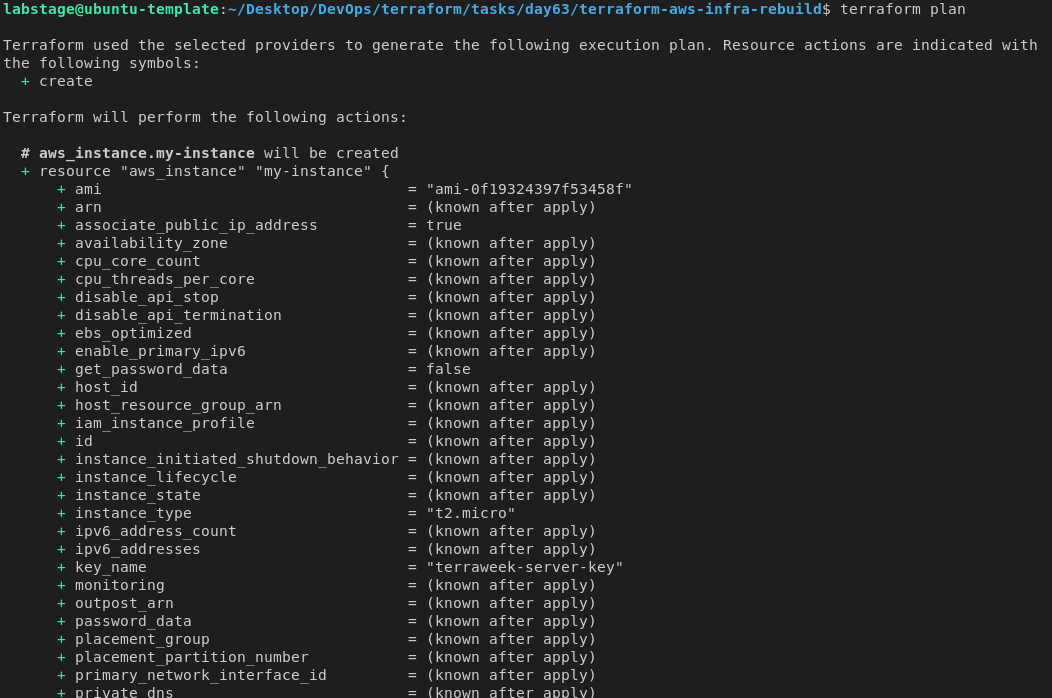 labstage@ubuntu-template:~/Desktop/DevOps/terraform/tasks/day63/terraform-aws-infra-rebuild$ terraform plan
Terraform used the selected providers to generate the following execution plan. Resource actions are indicated with
the following symbols:
+ create
Terraform will perform the following actions:
# aws_instance.my-instance will be created
+ resource "aws_instance" "my-instance" {
+ ami = "ami-0f19324397f53458f"
+ arn = (known after apply)
+ associate_public_ip_address = true
+ availability_zone = (known after apply)
+ cpu_core_count = (known after apply)
+ cpu_threads_per_core = (known after apply)
+ disable_api_stop = (known after apply)
+ disable_api_termination = (known after apply)
+ ebs_optimized = (known after apply)
+ enable_primary_ipv6 = (known after apply)
+ get_password_data = false
+ host_id = (known after apply)
+ host_resource_group_arn = (known after apply)
+ iam_instance_profile = (known after apply)
+ id = (known after apply)
+ instance_initiated_shutdown_behavior = (known after apply)
+ instance_lifecycle = (known after apply)
+ instance_state = (known after apply)
+ instance_type = "t2.micro"
+ ipv6_address_count = (known after apply)
+ ipv6_addresses = (known after apply)
+ key_name = "terraweek-server-key"
+ monitoring = (known after apply)
+ outpost_arn = (known after apply)
+ password_data = (known after apply)
+ placement_group = (known after apply)
+ placement_partition_number = (known after apply)
+ primary_network_interface_id = (known after apply)
+ private_dns = (known after apply)